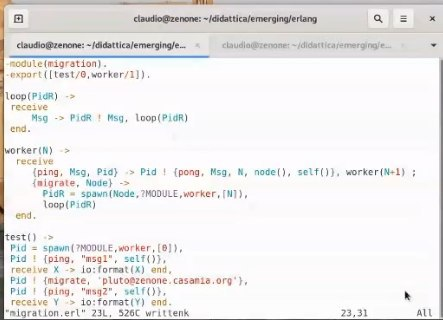 claudio@zenone: ~/didattica/emerging/erlang
claudio@zenone: ~/didattica/emerging/e...
claudio@zenone: ~/didattica/emerging/e...
-module(migration).
-export([test/0,worker/1]).
loop(PidR) ->
receive
Msg -> PidR ! Msg, loop(PidR)
end.
worker(N) ->
receive
{ping, Msg, Pid} -> Pid ! {pong, Msg, N, node(), self()}, worker(N+1) ;
{migrate, Node} ->
PidR = spawn(Node,?MODULE,worker,[N]),
loop(PidR)
end.
test() ->
Pid = spawn(?MODULE,worker,[0]),
Pid ! {ping, "msg1", self()},
receive X -> io:format(X) end,
Pid ! {migrate, 'pluto@zenone.casamia.org'},
Pid ! {ping, "msg2", self()},
receive Y -> io:format(Y) end.
"migration.erl" 23L, 526C writtenk 23,31 All